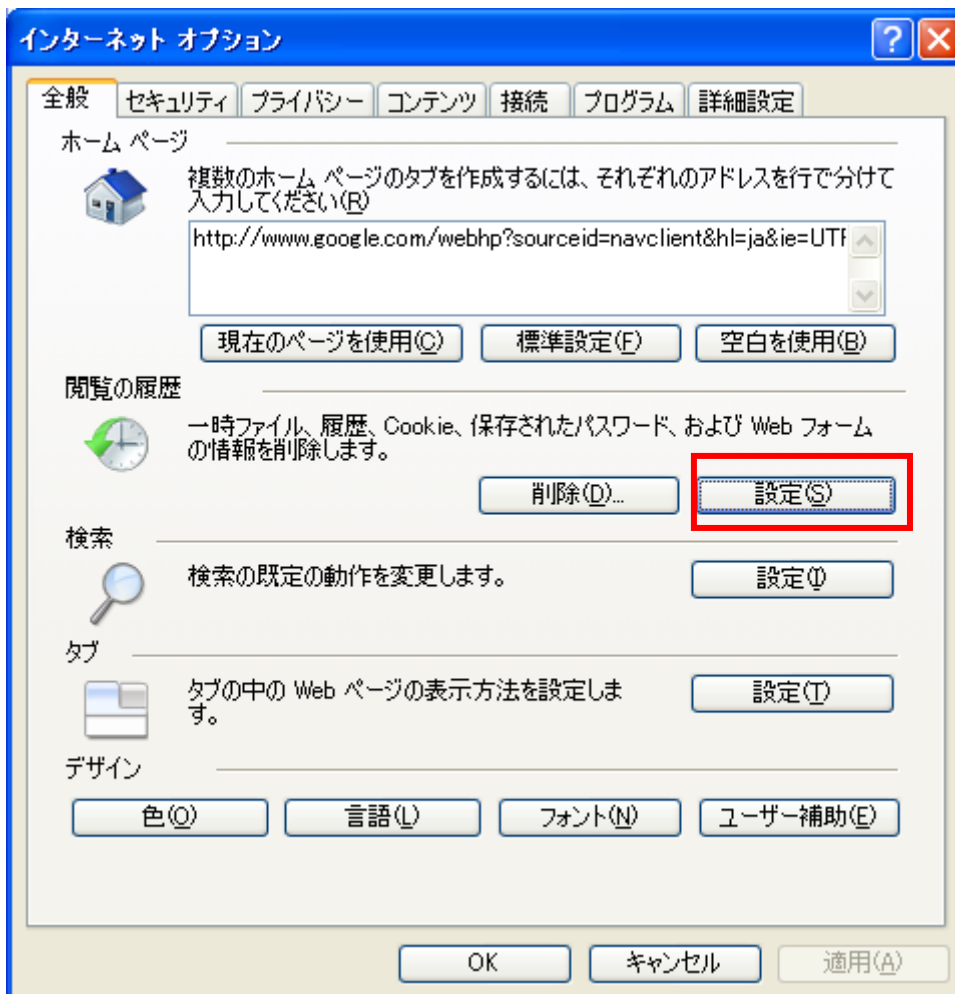 インターネット オプション
全般 セキュリティ プライバシー コンテンツ 接続 プログラム 詳細設定
ホーム ページ
複数のホーム ページのタブを作成するには、それぞれのアドレスを行で分けて
入力してください(R)
http://www.google.com/webhp?sourceid=navclient&hl=ja&ie=UTF
現在のページを使用(C) 標準設定(F) 空白を使用(B)
閲覧の履歴
一時ファイル、履歴、Cookie、保存されたパスワード、および Web フォーム
の情報を削除します。
削除(D)... 設定(S)
検索
検索の既定の動作を変更します。
設定(I)
タブ
タブの中の Web ページの表示方法を設定しま
す。
設定(T)
デザイン
色(O) 言語(L) フォント(N) ユーザー補助(E)
OK キャンセル 適用(A)